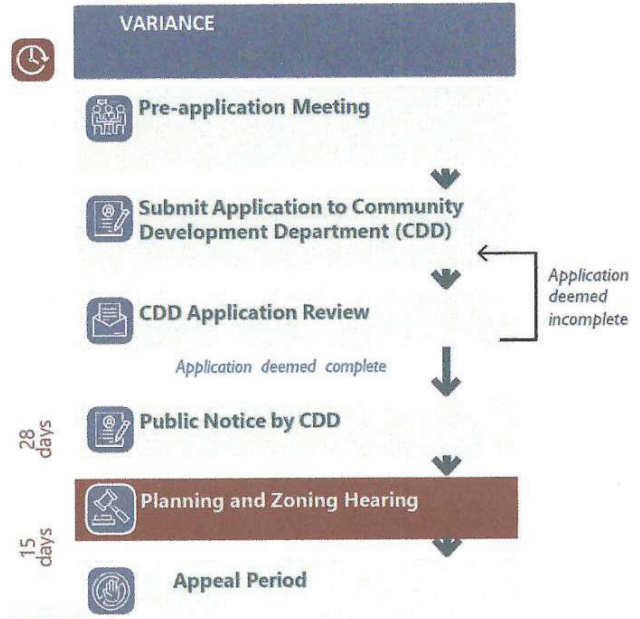 VARIANCE
Pre-application Meeting
Submit Application to Community
Development Department (CDD)
Application
deemed
incomplete
CDD Application Review
Application deemed complete
28
days
Public Notice by CDD
Planning and Zoning Hearing
15
days
Appeal Period